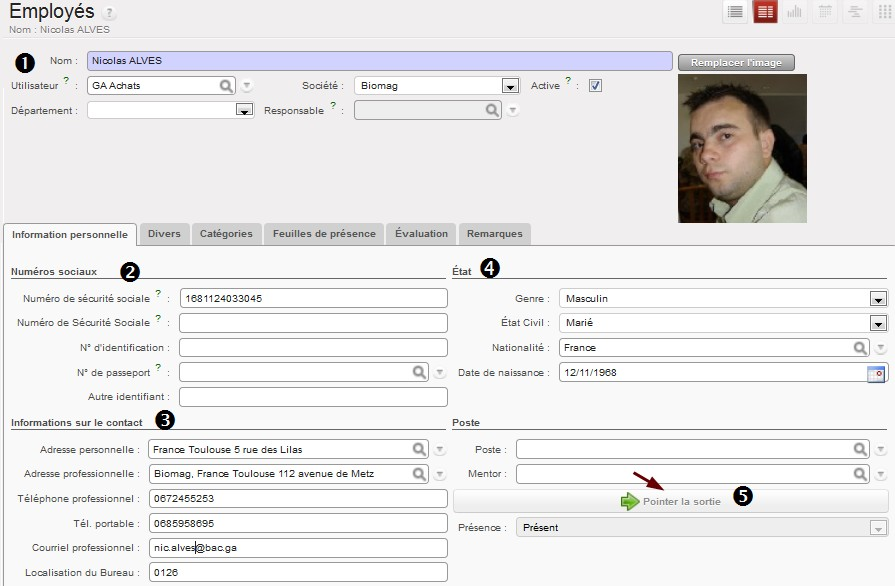 Employés ?
Nom : Nicolas ALVES
1 Nom : Nicolas ALVES Remplacer l'image
Utilisateur ? : GA Achats Société : Biomag Active ? :
Département : Responsable ? :
Information personnelle Divers Catégories Feuilles de présence Évaluation Remarques
Numéros sociaux 2
Numéro de sécurité sociale ? : 1681124033045
Numéro de Sécurité Sociale ? :
N° d'identification :
N° de passeport ? :
Autre identifiant :
État 4
Genre : Masculin
État Civil : Marié
Nationalité : France
Date de naissance : 12/11/1968
Informations sur le contact 3
Adresse personnelle : France Toulouse 5 rue des Lilas
Adresse professionnelle : Biomag, France Toulouse 112 avenue de Metz
Téléphone professionnel : 0672455253
Tél. portable : 0685958695
Courriel professionnel : nic.alves@bac.ga
Localisation du Bureau : 0126
Poste
Poste :
Mentor :
Pointer la sortie 5
Présence : Présent